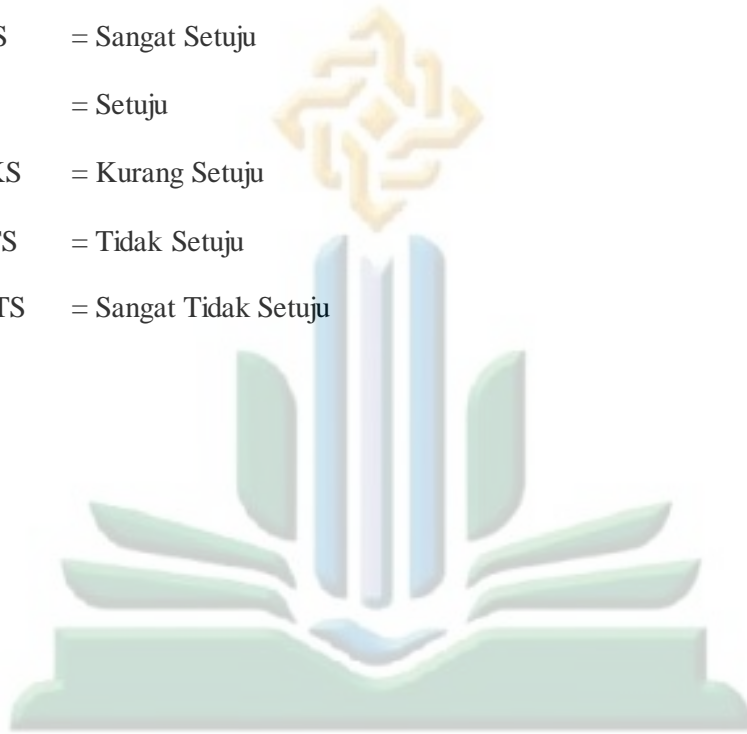 S = Sangat Setuju
= Setuju
KS = Kurang Setuju
TS = Tidak Setuju
TS = Sangat Tidak Setuju